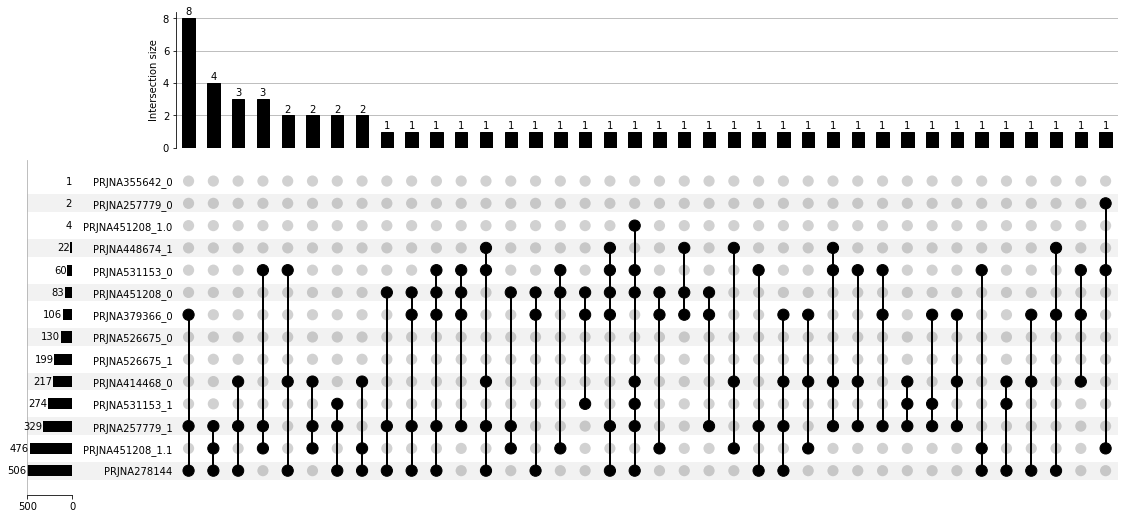 8
8
Intersection size
6
4
4
3 3
2
2 2 2 2
1 1 1 1 1 1 1 1 1 1 1 1 1 1 1 1 1 1 1 1 1 1 1 1 1 1 1 1 1 1
0
1 PRJNA355642_0
2 PRJNA257779_0
4 PRJNA451208_1.0
22 PRJNA448674_1
60 PRJNA531153_0
83 PRJNA451208_0
106 PRJNA379366_0
130 PRJNA526675_0
199 PRJNA526675_1
217 PRJNA414468_0
274 PRJNA531153_1
329 PRJNA257779_1
476 PRJNA451208_1.1
506 PRJNA278144
500 0